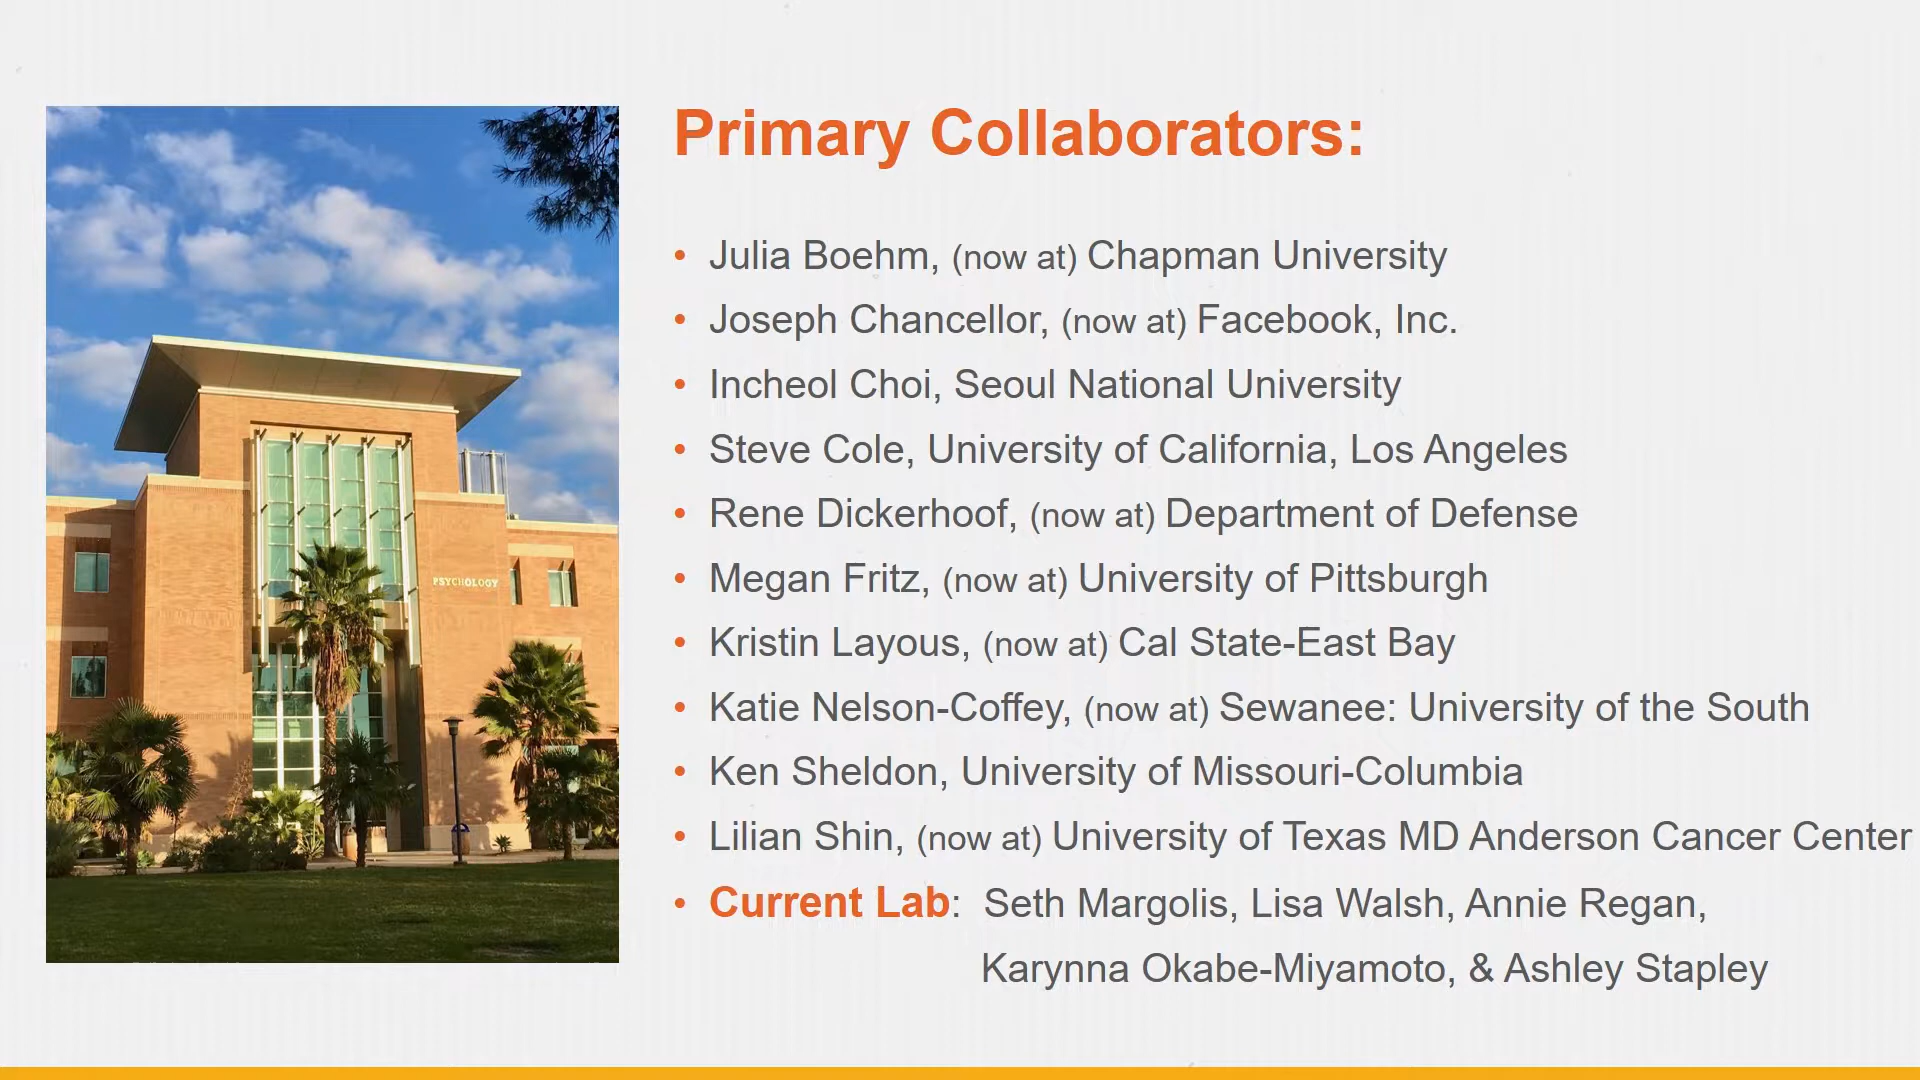 Primary Collaborators:
• Julia Boehm, (now at) Chapman University
• Joseph Chancellor, (now at) Facebook, Inc.
• Incheol Choi, Seoul National University
• Steve Cole, University of California, Los Angeles
• Rene Dickerhoof, (now at) Department of Defense
• Megan Fritz, (now at) University of Pittsburgh
• Kristin Layous, (now at) Cal State-East Bay
• Katie Nelson-Coffey, (now at) Sewanee: University of the South
• Ken Sheldon, University of Missouri-Columbia
• Lilian Shin, (now at) University of Texas MD Anderson Cancer Center
• Current Lab: Seth Margolis, Lisa Walsh, Annie Regan,
Karynna Okabe-Miyamoto, & Ashley Stapley
PSYCHOLOGY